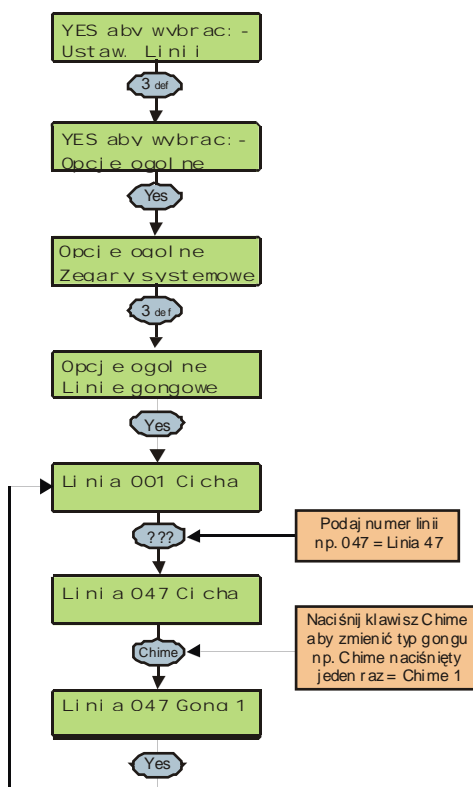 YES aby wybrac: -
Ustaw. Linii
3 def
YES aby wybrac: -
Opcje ogolne
Yes
Opcje ogolne
Zegary systemowe
3 def
Opcje ogolne
Linie gongowe
Yes
Linia 001 Cicha
???
Podaj numer linii
np. 047 = Linia 47
Linia 047 Cicha
Chime
Naciśnij klawisz Chime
aby zmienić typ gongu
np. Chime naciśnięty
jeden raz = Chime 1
Linia 047 Gong 1
Yes